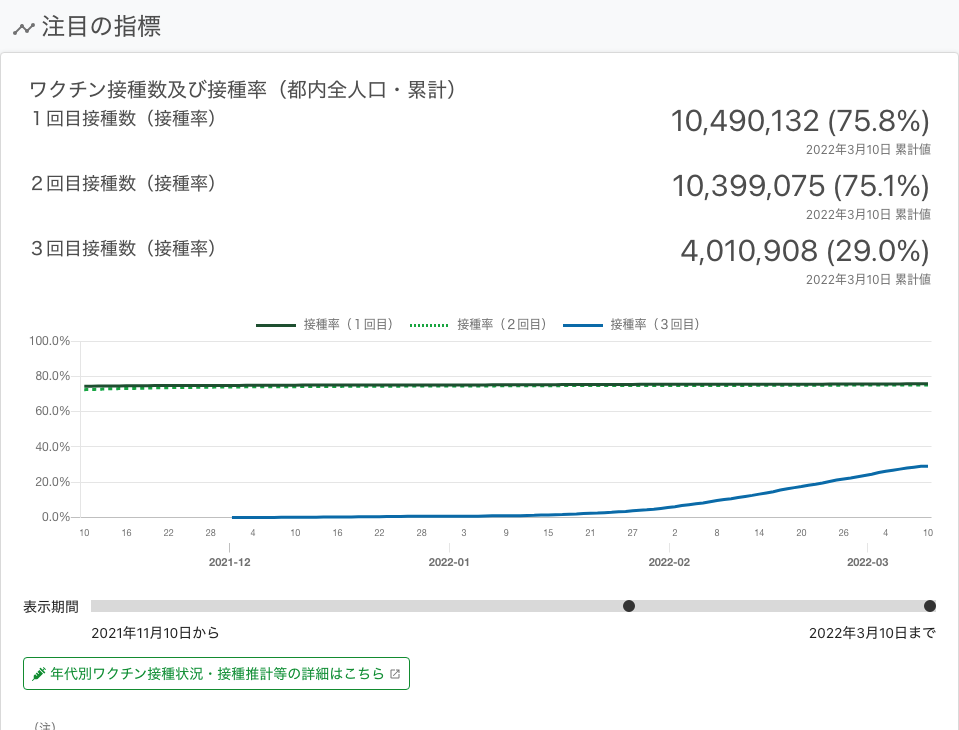 注目の指標
ワクチン接種数及び接種率（都内全人口・累計）
１回目接種数（接種率）
10,490,132 (75.8%)
2022年3月10日 累計値
２回目接種数（接種率）
10,399,075 (75.1%)
2022年3月10日 累計値
３回目接種数（接種率）
4,010,908 (29.0%)
2022年3月10日 累計値
接種率（１回目） 接種率（２回目） 接種率（３回目）
100.0%
80.0%
60.0%
40.0%
20.0%
0.0%
10 16 22 28 4 10 16 22 28 3 9 15 21 27 2 8 14 20 26 4 10
2021-12 2022-01 2022-02 2022-03
表示期間
2021年11月10日から 2022年3月10日まで
年代別ワクチン接種状況・接種推計等の詳細はこちら
（注）